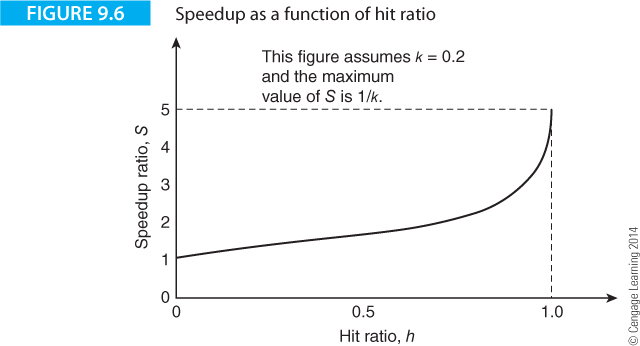 FIGURE 9.6 Speedup as a function of hit ratio
This figure assumes k = 0.2
and the maximum
value of S is 1/k.
Speedup ratio, S
5
4
3
2
1
0
0 0.5 1.0
Hit ratio, h
© Cengage Learning 2014